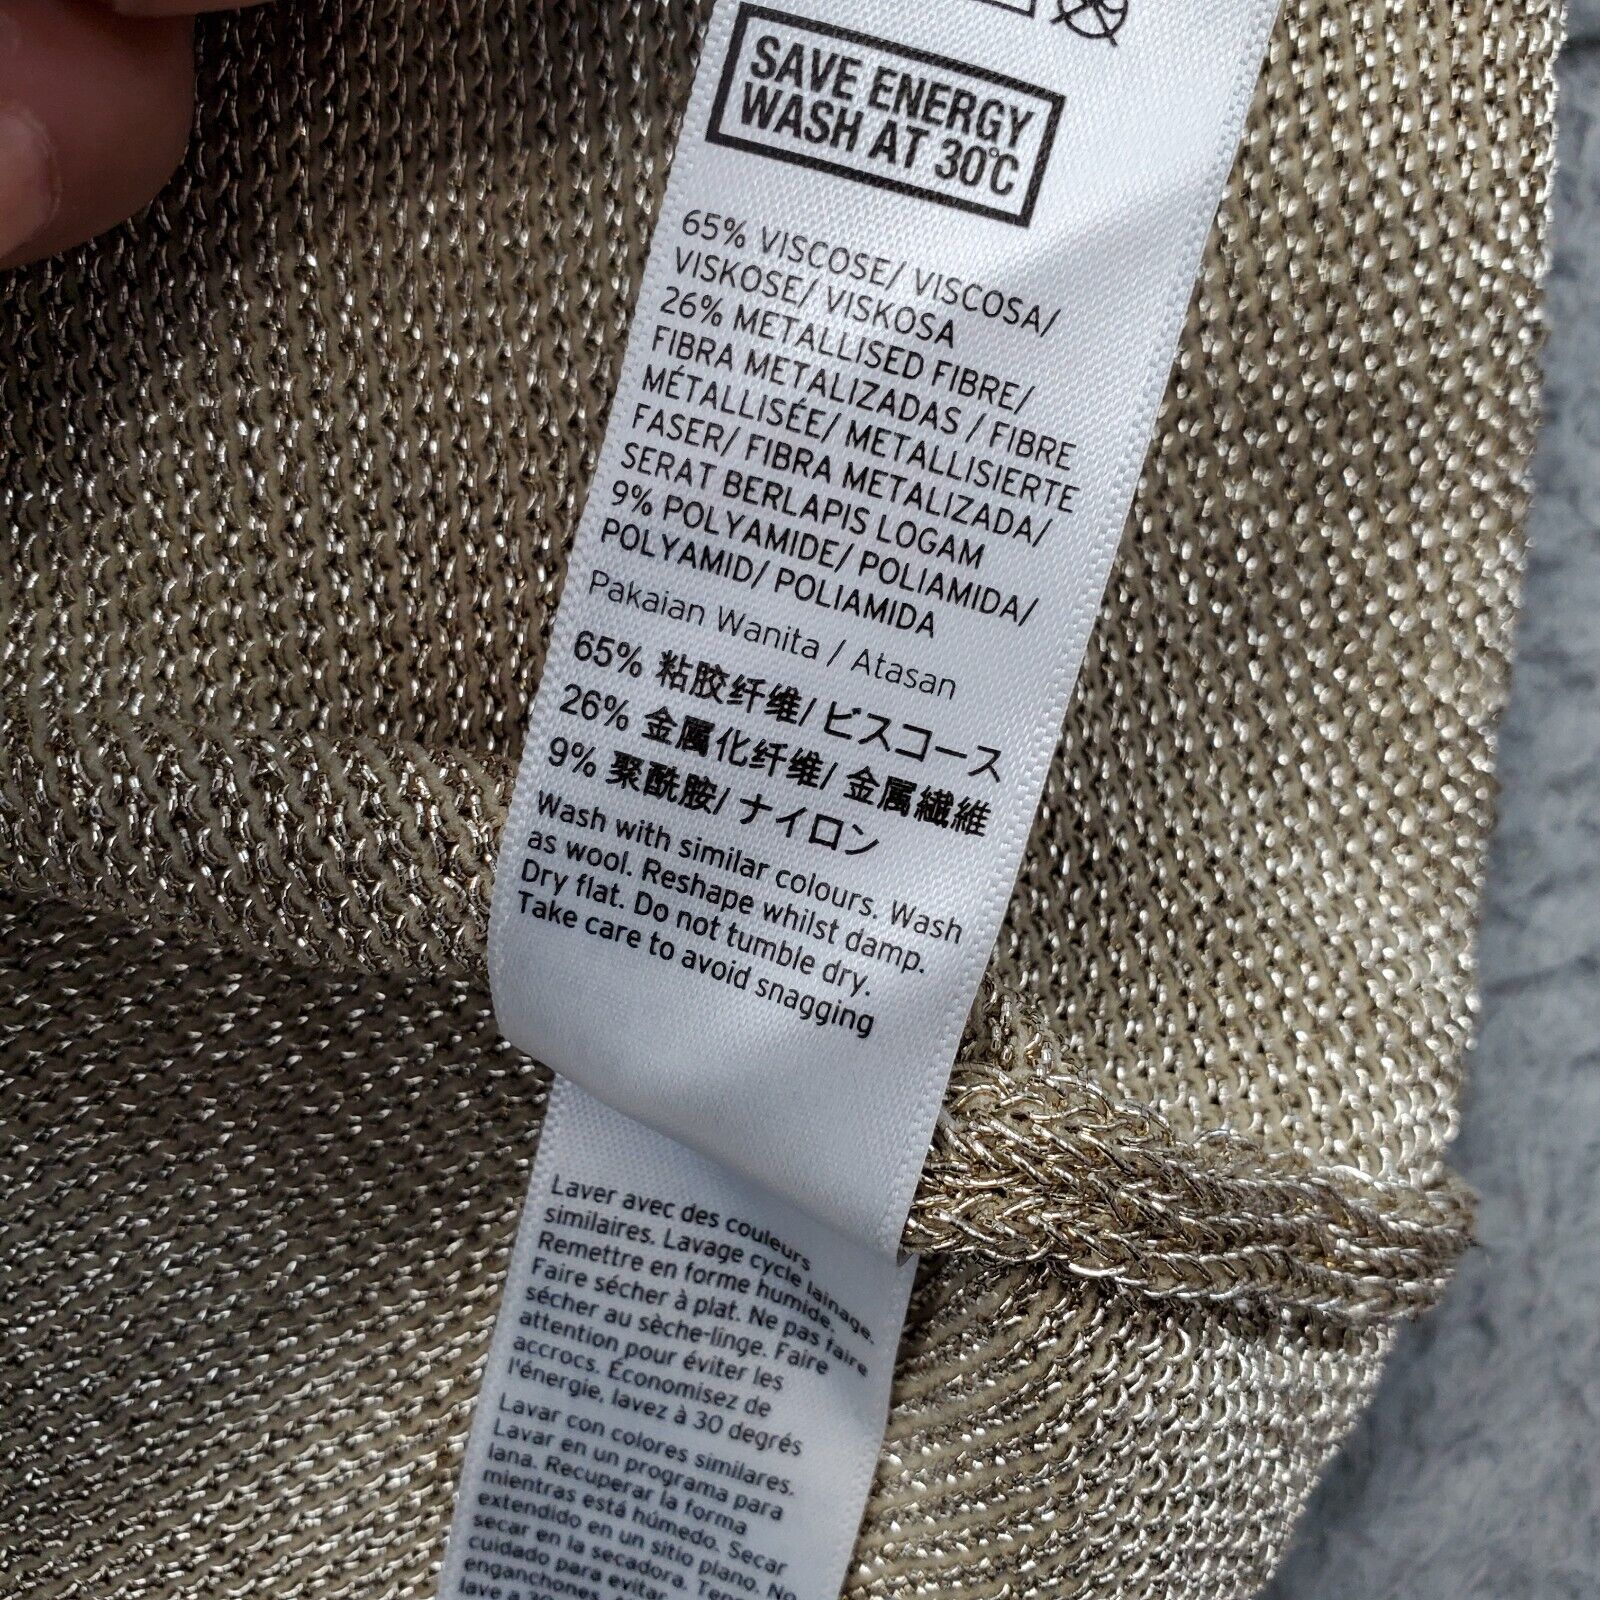 SAVE ENERGY
WASH AT 30°C
65% VISCOSE/ VISCOSA/
VISKOSE/ VISKOSA
26% METALLISED FIBRE/
FIBRA METALIZADAS / FIBRE
MÉTALLISÉE/ METALLISIERTE
FASER/ FIBRA METALIZADA/
SERAT BERLAPIS LOGAM
9% POLYAMIDE/ POLIAMIDA/
POLYAMID/ POLIAMIDA
Pakaian Wanita / Atasan
65% 粘胶纤维/ ビスコース
26% 金属化纤维/ 金属繊維
9% 聚酰胺/ ナイロン
Wash with similar colours. Wash
as wool. Reshape whilst damp.
Dry flat. Do not tumble dry.
Take care to avoid snagging
Laver avec des couleurs
similaires. Lavage cycle lainage.
Remettre en forme humide.
Faire sécher à plat. Ne pas faire
sécher au sèche-linge. Faire
attention pour éviter les
accrocs. Économisez de
l'énergie, lavez à 30 degrés
Lavar con colores similares.
Lavar en un programa para
lana. Recuperar la forma
mientras está húmedo. Secar
extendido en un sitio plano. No
secar en la secadora.
cuidado para evitar
enganchones.
lave a 30